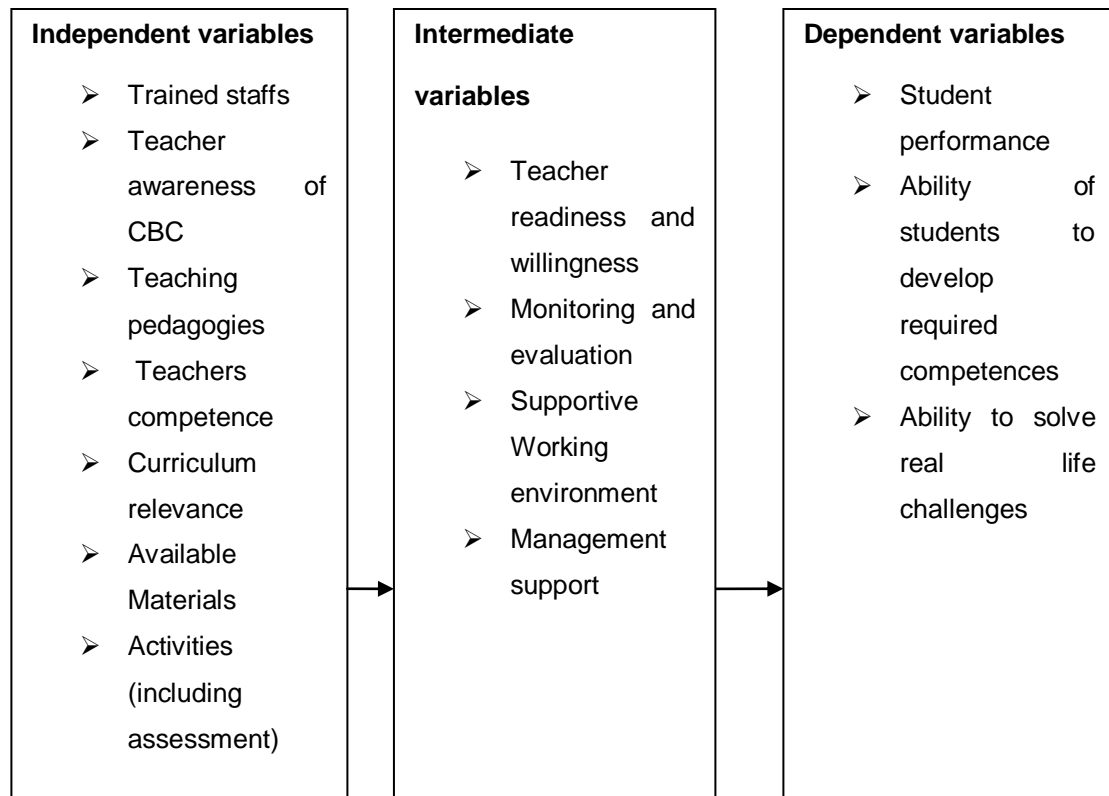 Independent variables
➢ Trained staffs
➢ Teacher
awareness of
CBC
➢ Teaching
pedagogies
➢ Teachers
competence
➢ Curriculum
relevance
➢ Available
Materials
➢ Activities
(including
assessment)
Intermediate
variables
➢ Teacher
readiness and
willingness
➢ Monitoring and
evaluation
➢ Supportive
Working
environment
➢ Management
support
Dependent variables
➢ Student
performance
➢ Ability of
students to
develop
required
competences
➢ Ability to solve
real life
challenges